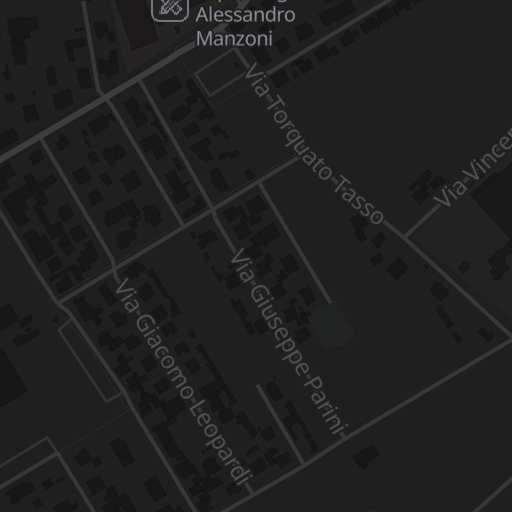 Alessandro
Manzoni
Via Torquato Tasso
Via Giuseppe Parini
Via Giacomo Leopardi